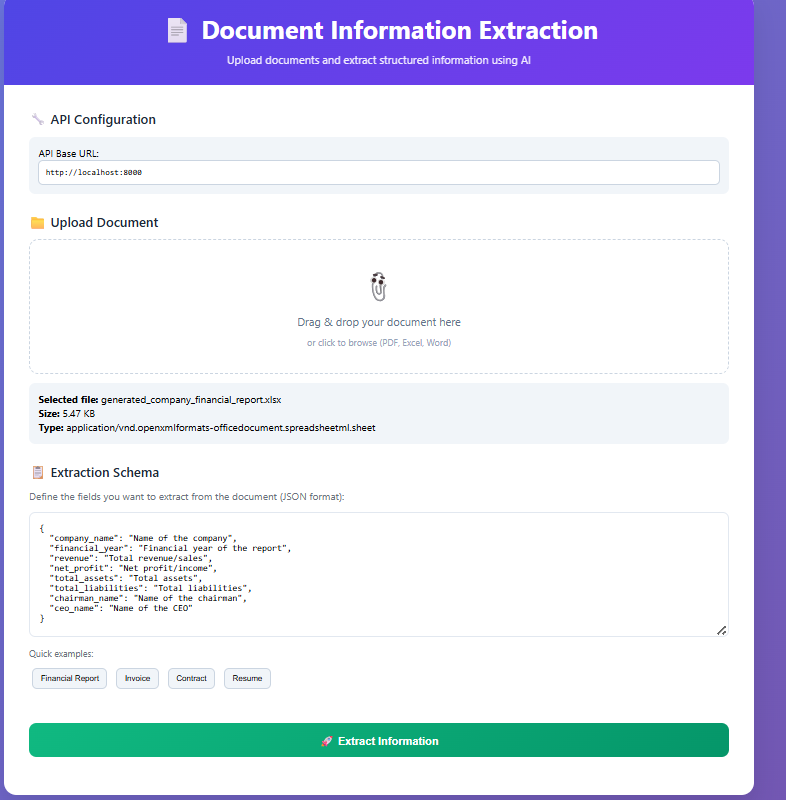 Document Information Extraction
Upload documents and extract structured information using AI
API Configuration
API Base URL:
http://localhost:8000
Upload Document
Drag & drop your document here
or click to browse (PDF, Excel, Word)
Selected file: generated_company_financial_report.xlsx
Size: 5.47 KB
Type: application/vnd.openxmlformats-officedocument.spreadsheetml.sheet
Extraction Schema
Define the fields you want to extract from the document (JSON format):
{
"company_name": "Name of the company",
"financial_year": "Financial year of the report",
"revenue": "Total revenue/sales",
"net_profit": "Net profit/income",
"total_assets": "Total assets",
"total_liabilities": "Total liabilities",
"chairman_name": "Name of the chairman",
"ceo_name": "Name of the CEO"
}
Quick examples:
Financial Report Invoice Contract Resume
Extract Information